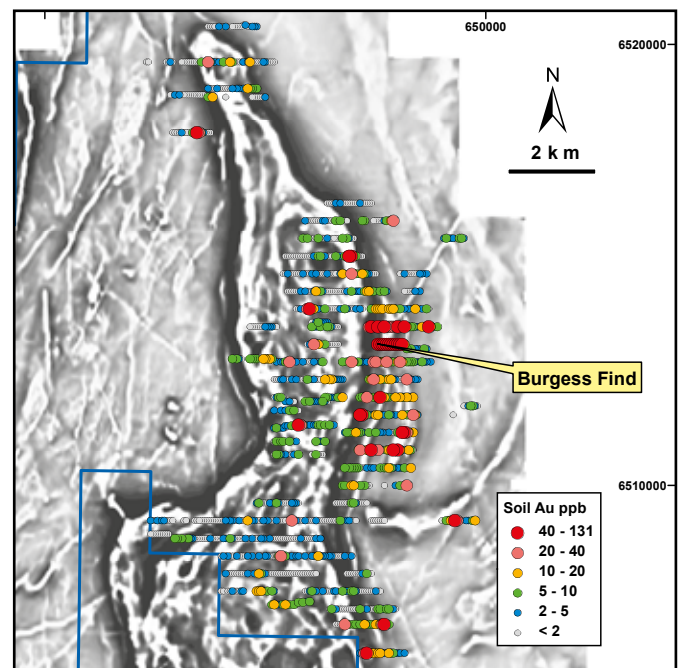 650000
6520000
N
2 k m
Burgess Find
6510000
Soil Au ppb
40 - 131
20 - 40
10 - 20
5 - 10
2 - 5
< 2